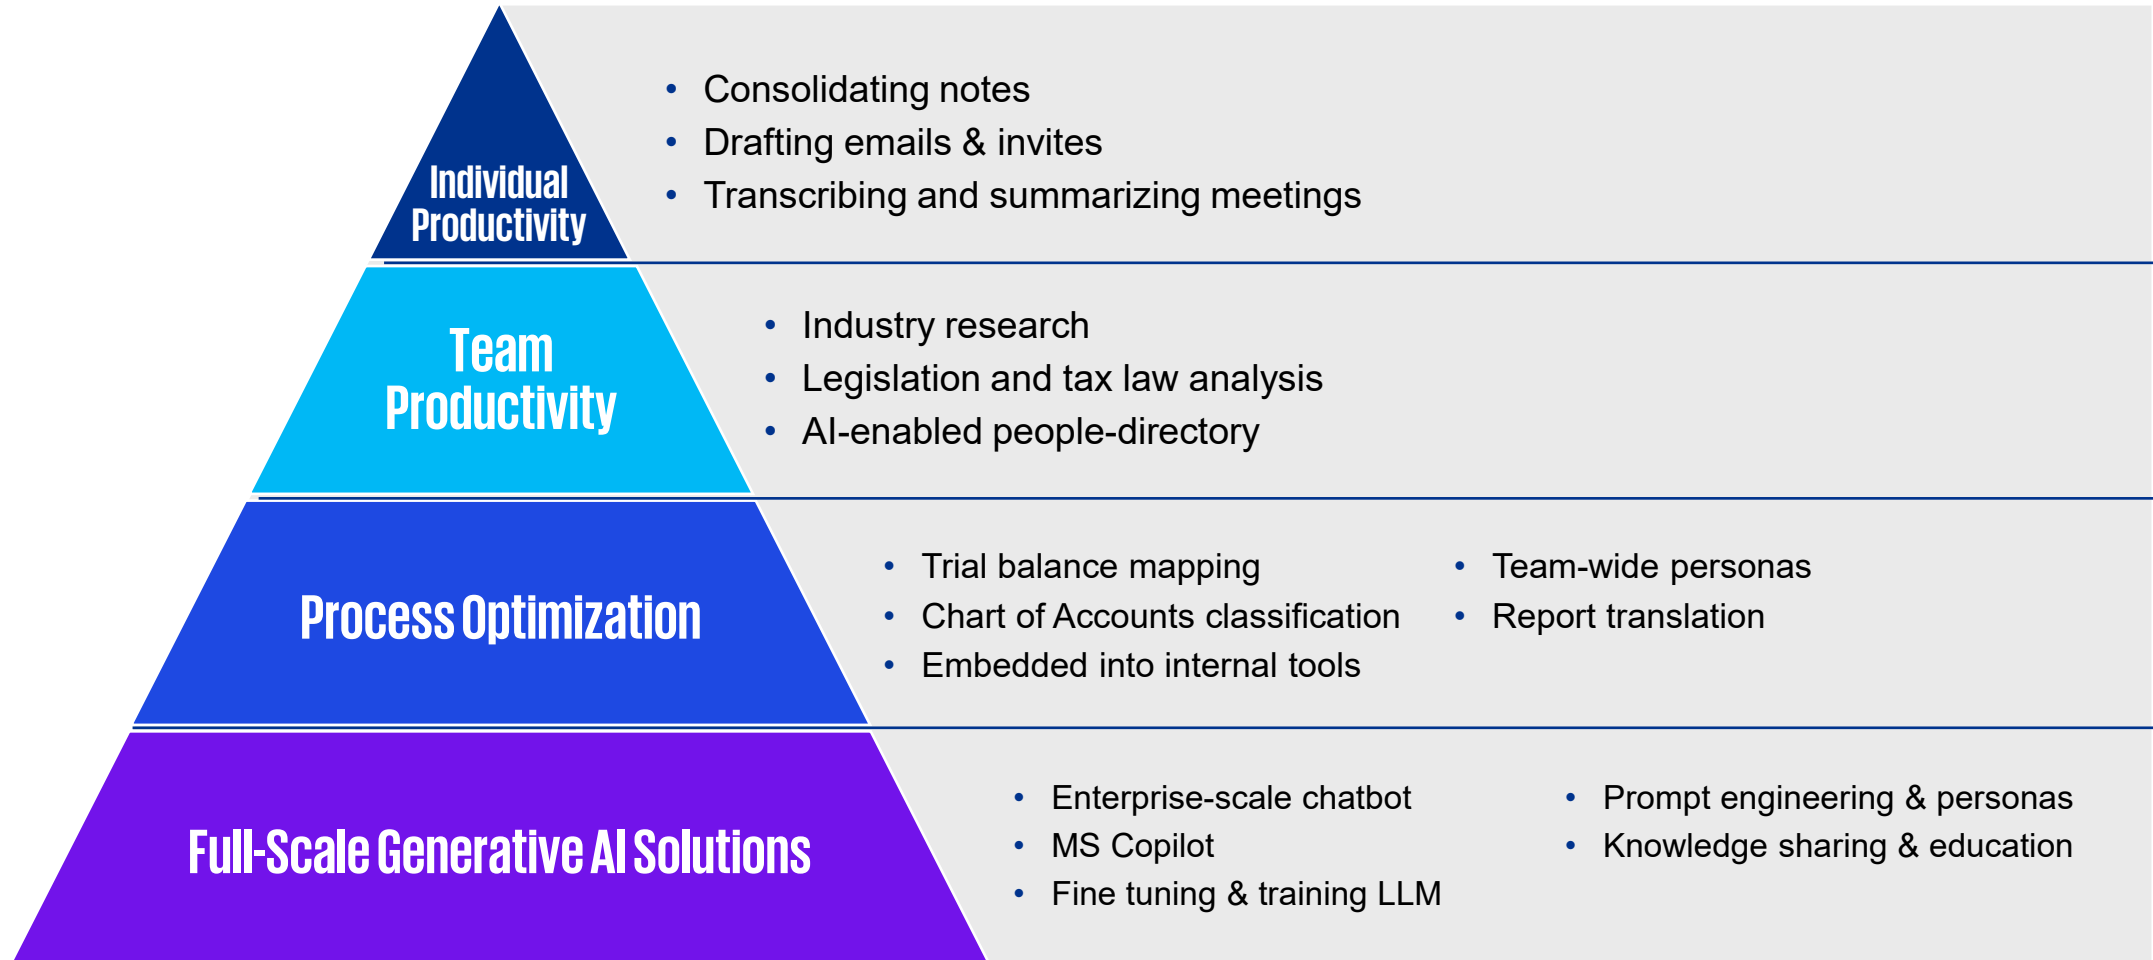 Individual
Productivity
• Consolidating notes
• Drafting emails & invites
• Transcribing and summarizing meetings
Team
Productivity
• Industry research
• Legislation and tax law analysis
• AI-enabled people-directory
Process Optimization
• Trial balance mapping
• Chart of Accounts classification
• Embedded into internal tools
• Team-wide personas
• Report translation
Full-Scale Generative AI Solutions
• Enterprise-scale chatbot
• MS Copilot
• Fine tuning & training LLM
• Prompt engineering & personas
• Knowledge sharing & education